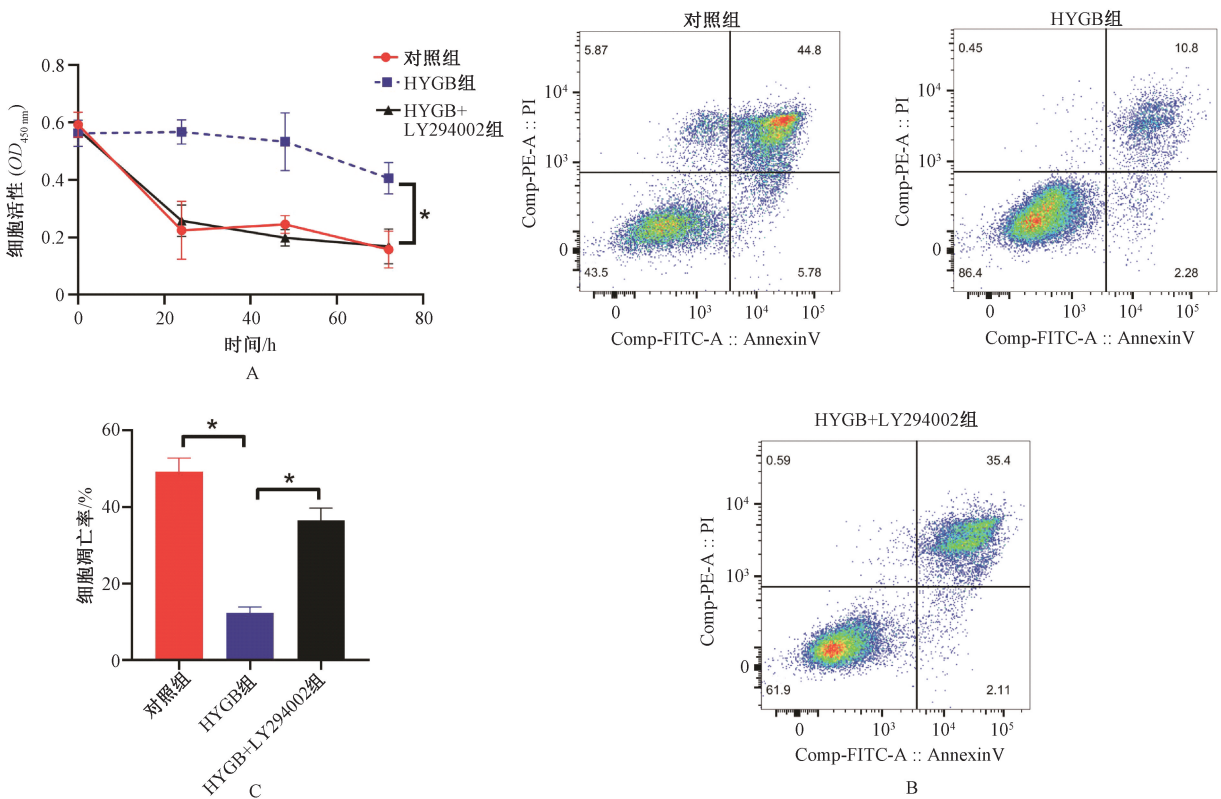 对照组
HYGB组
HYGB+
LY294002组
0.8
0.6
0.4
0.2
0
*
细胞活性 (OD450 nm)
0
20
40
60
80
时间/h
A
对照组
5.87
44.8
43.5
5.78
10⁴
10³
0
Comp-PE-A :: PI
0
10³
10⁴
10⁵
Comp-FITC-A :: AnnexinV
HYGB组
0.45
10.8
86.4
2.28
10⁴
10³
0
Comp-PE-A :: PI
0
10³
10⁴
10⁵
Comp-FITC-A :: AnnexinV
60
40
20
0
细胞凋亡率/%
*
*
对照组
HYGB组
HYGB+LY294002组
C
HYGB+LY294002组
0.59
35.4
61.9
2.11
10⁴
10³
0
Comp-PE-A :: PI
0
10³
10⁴
10⁵
Comp-FITC-A :: AnnexinV
B